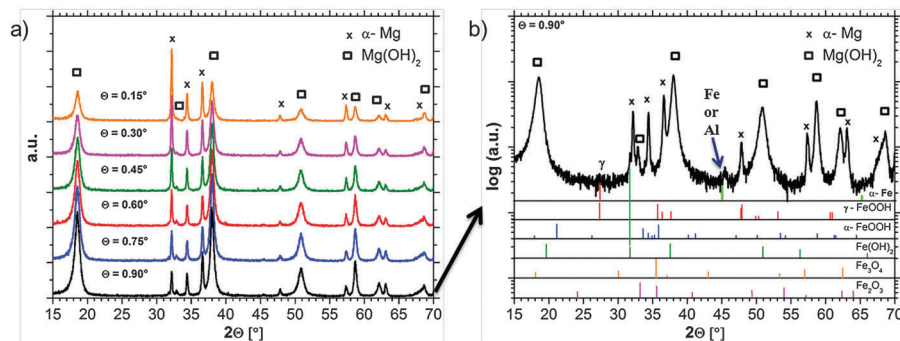 a)
x α- Mg
Mg(OH)2
Θ = 0.15°
Θ = 0.30°
Θ = 0.45°
Θ = 0.60°
Θ = 0.75°
Θ = 0.90°
a.u.
15 20 25 30 35 40 45 50 55 60 65 70
2Θ [°]
b)
Θ = 0.90°
x α- Mg
Mg(OH)2
Fe
or
Al
γ
log (a.u.)
α- Fe
γ - FeOOH
α- FeOOH
Fe(OH)2
Fe3O4
Fe2O3
15 20 25 30 35 40 45 50 55 60 65 70
2Θ [°]